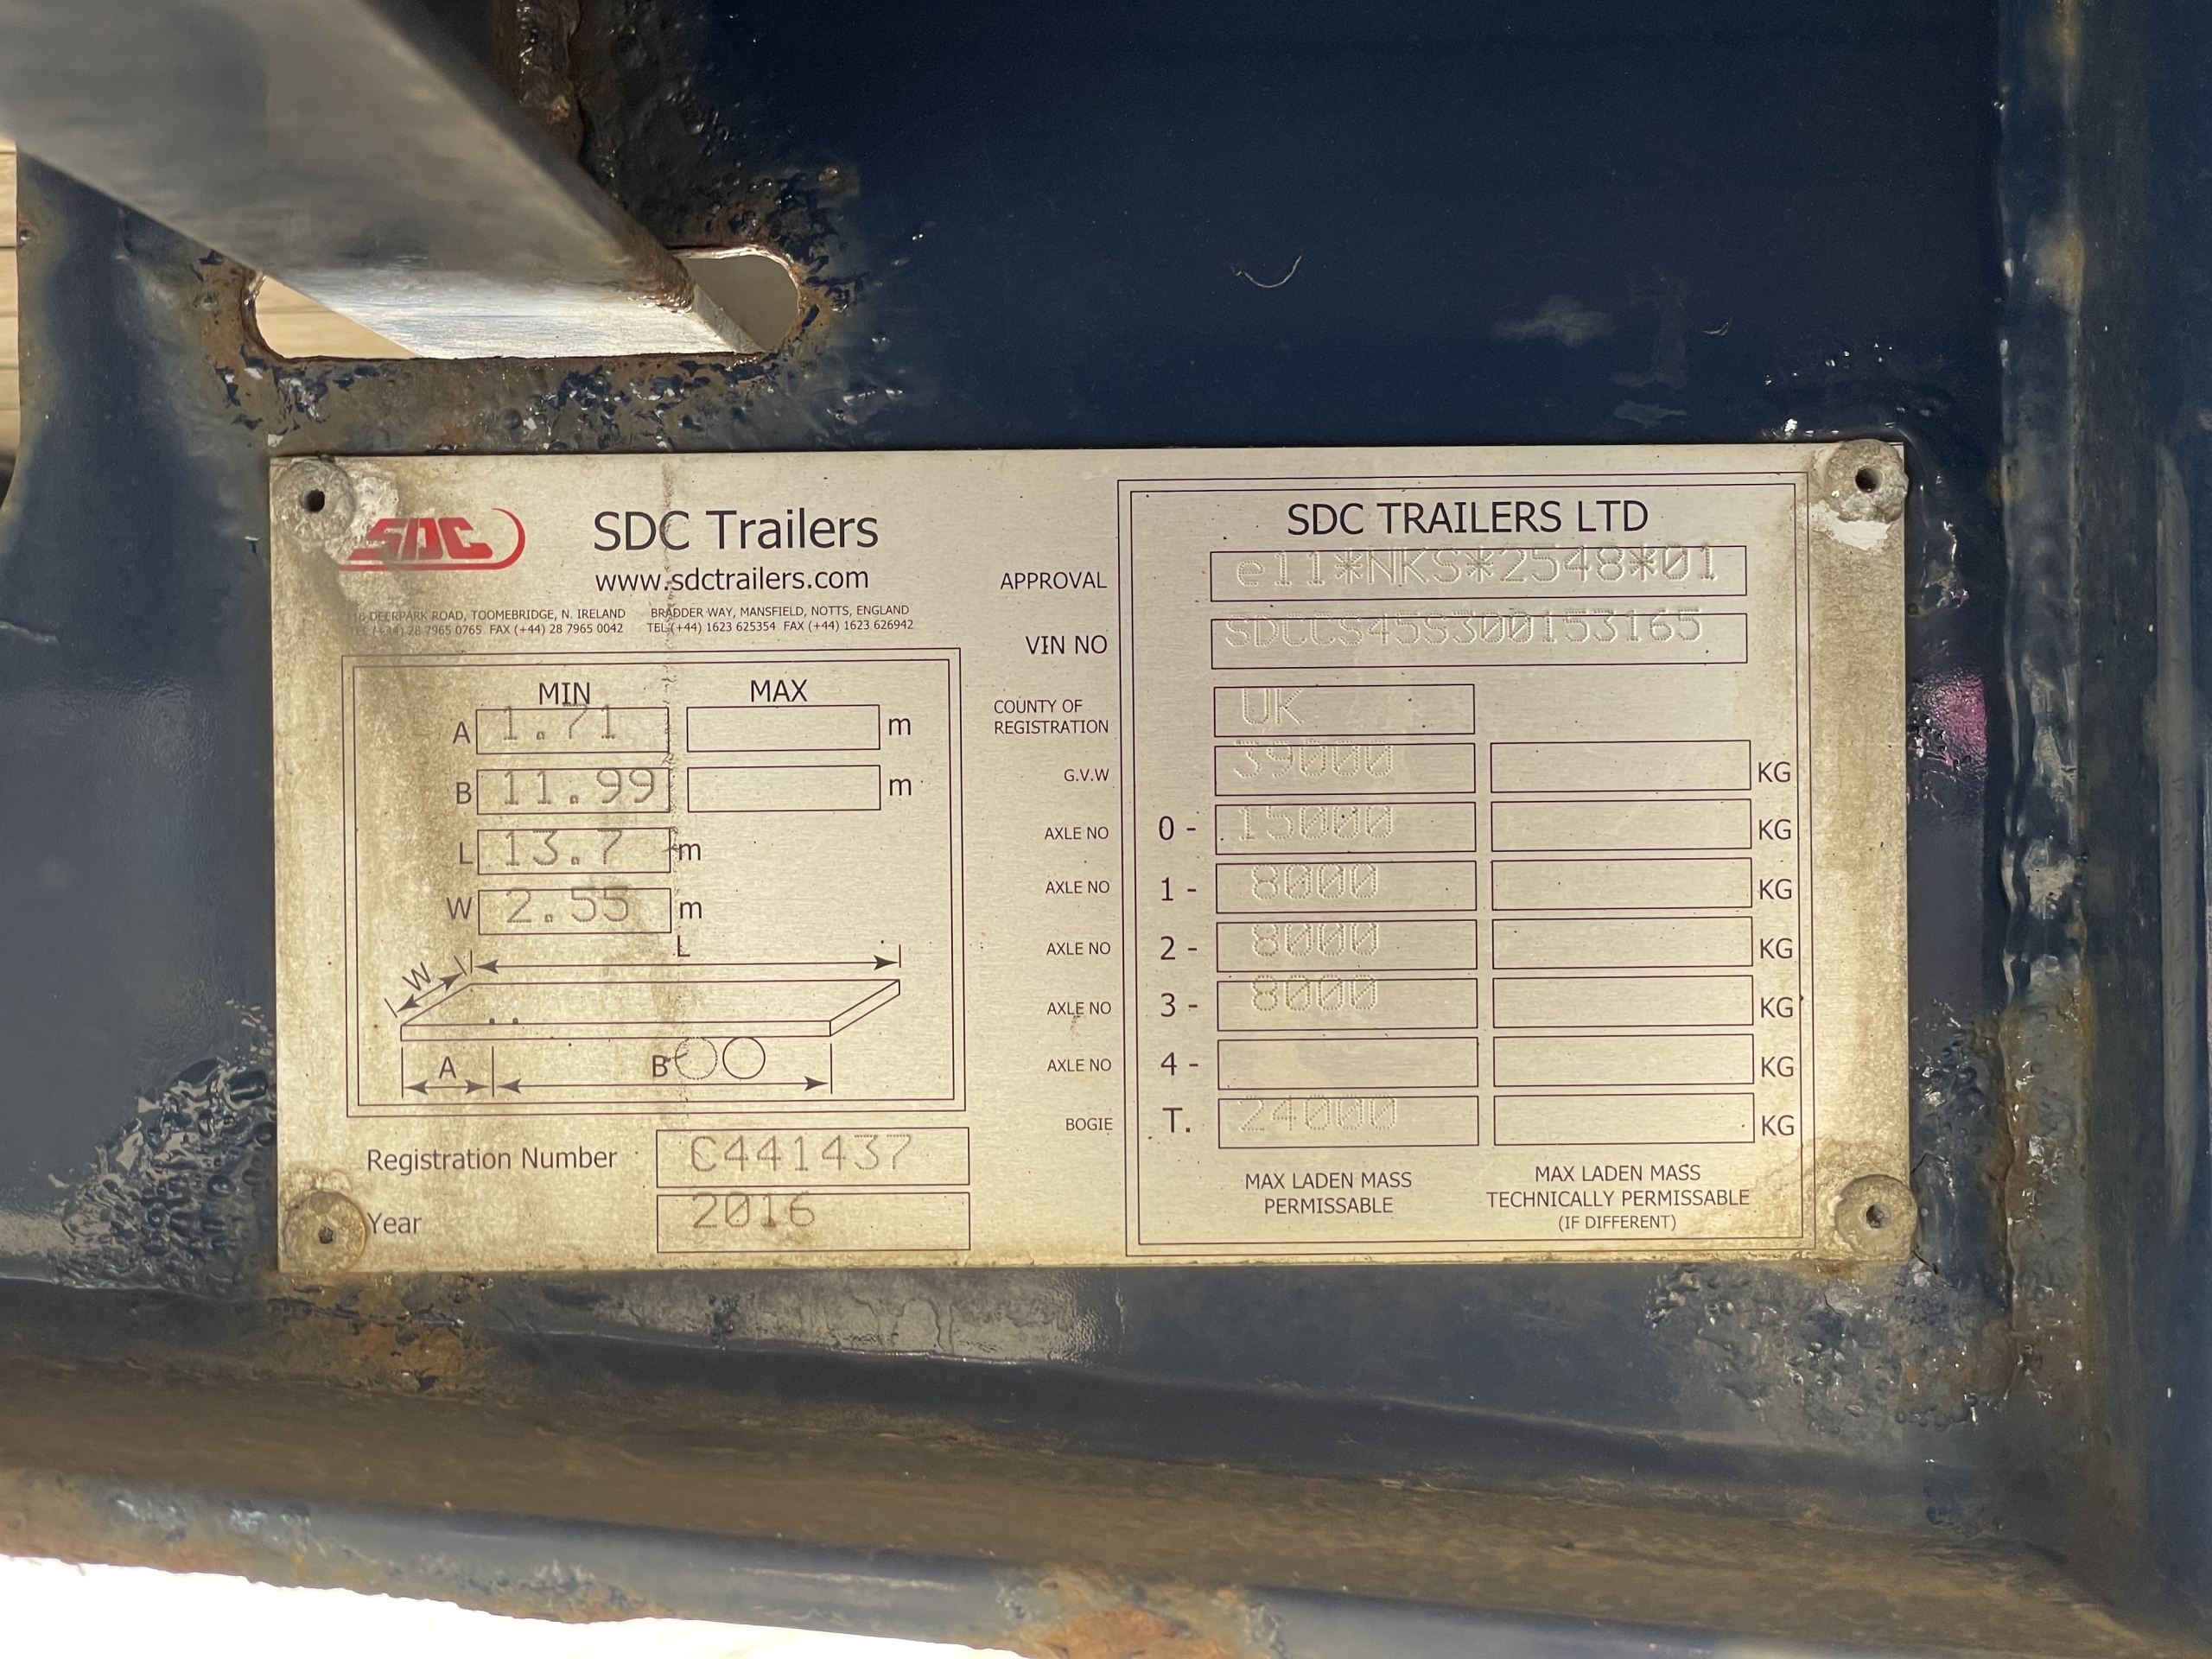 SDC
SDC Trailers
www.sdctrailers.com
116 DEERPARK ROAD, TOOMEBRIDGE, N. IRELAND
TEL (+44) 28 7965 0765 FAX (+44) 28 7965 0042
BRADDER WAY, MANSFIELD, NOTTS, ENGLAND
TEL (+44) 1623 625354 FAX (+44) 1623 626942
MIN MAX
A 1.71 m
B 11.99 m
L 13.7 m
W 2.55 m
L
W
A B
Registration Number C441437
Year 2016
SDC TRAILERS LTD
APPROVAL e11*NKS*2548*01
VIN NO SDCCS45S300153165
COUNTY OF
REGISTRATION UK
G.V.W 39000 KG
AXLE NO 0 - 15000 KG
AXLE NO 1 - 8000 KG
AXLE NO 2 - 8000 KG
AXLE NO 3 - 8000 KG
AXLE NO 4 - KG
BOGIE T. 24000 KG
MAX LADEN MASS
PERMISSABLE
MAX LADEN MASS
TECHNICALLY PERMISSABLE
(IF DIFFERENT)